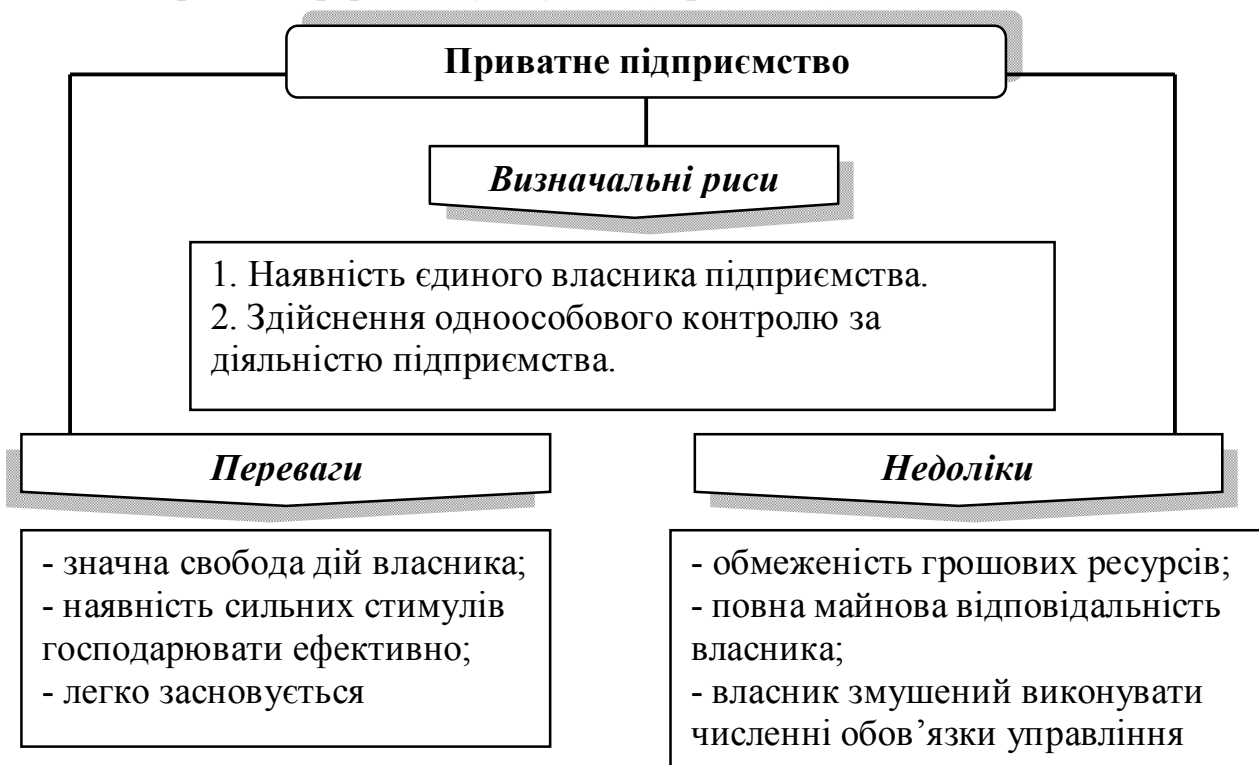 Приватне підприємство
Визначальні риси
1. Наявність єдиного власника підприємства.
2. Здійснення одноособового контролю за
діяльністю підприємства.
Переваги
- значна свобода дій власника;
- наявність сильних стимулів
господарювати ефективно;
- легко засновується
Недоліки
- обмеженість грошових ресурсів;
- повна майнова відповідальність
власника;
- власник змушений виконувати
численні обов’язки управління